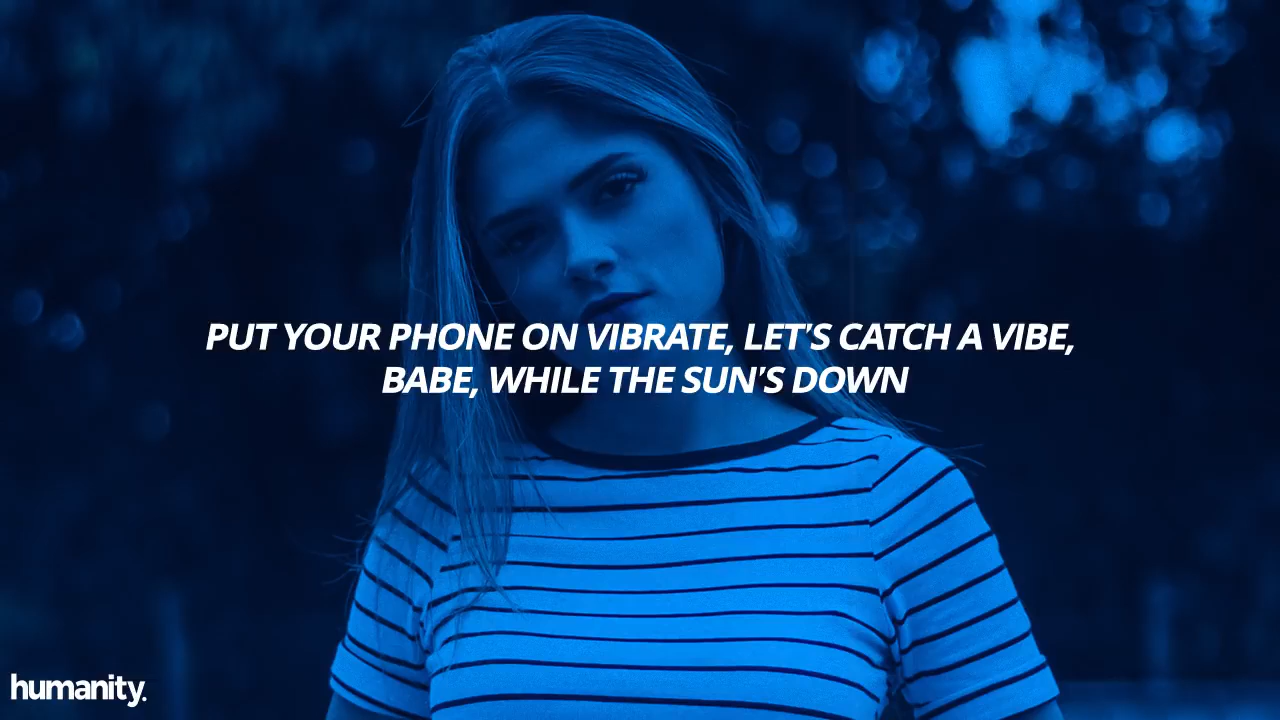 PUT YOUR PHONE ON VIBRATE, LET'S CATCH A VIBE,
BABE, WHILE THE SUN'S DOWN
humanity.